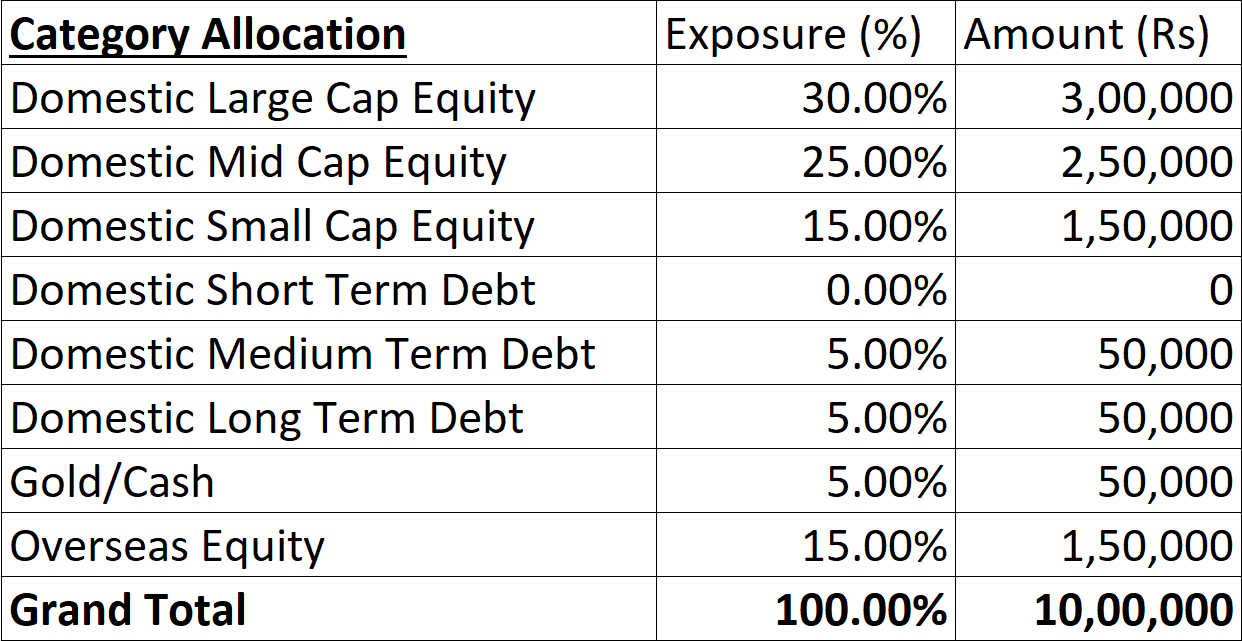 Category Allocation Exposure (%) Amount (Rs)
Domestic Large Cap Equity 30.00% 3,00,000
Domestic Mid Cap Equity 25.00% 2,50,000
Domestic Small Cap Equity 15.00% 1,50,000
Domestic Short Term Debt 0.00% 0
Domestic Medium Term Debt 5.00% 50,000
Domestic Long Term Debt 5.00% 50,000
Gold/Cash 5.00% 50,000
Overseas Equity 15.00% 1,50,000
Grand Total 100.00% 10,00,000